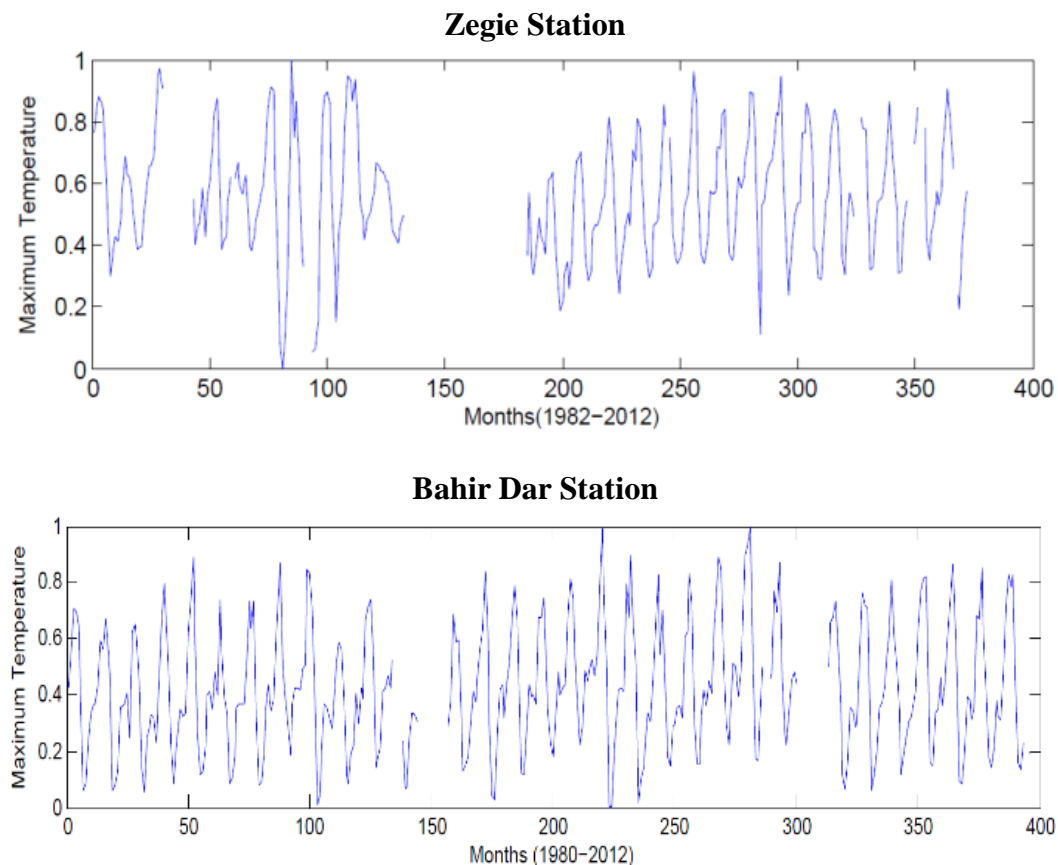 Zegie Station
1
0.8
0.6
0.4
0.2
0
Maximum Temperature
0 50 100 150 200 250 300 350 400
Months(1982−2012)
Bahir Dar Station
1
0.8
0.6
0.4
0.2
0
Maximum Temperature
0 50 100 150 200 250 300 350 400
Months (1980−2012)